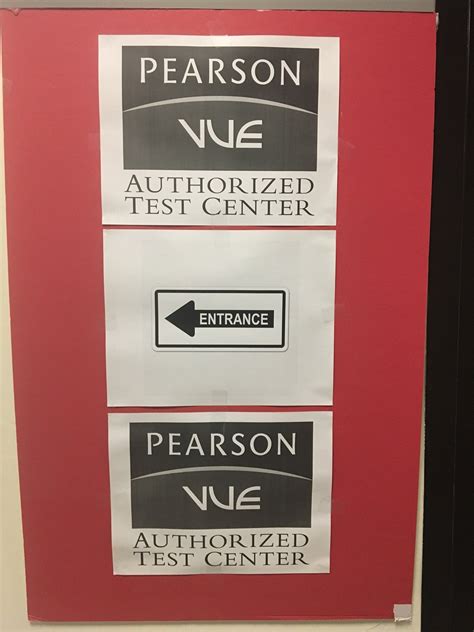 PEARSON
VUE
AUTHORIZED
TEST CENTER
ENTRANCE
PEARSON
VUE
AUTHORIZED
TEST CENTER